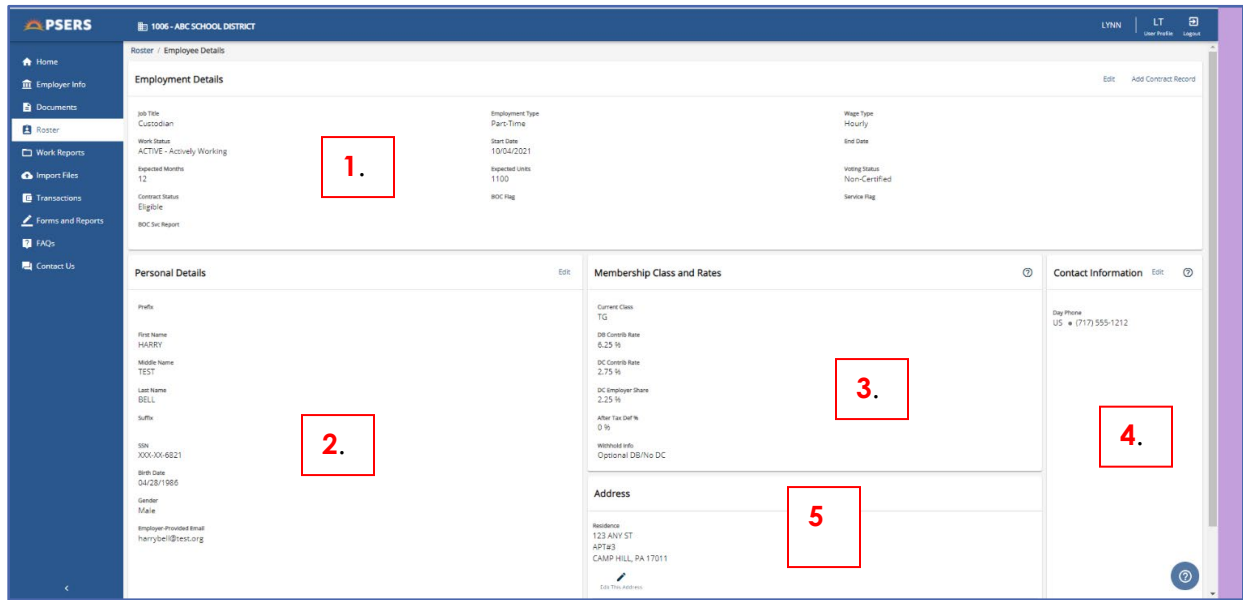 PSERS
1006 - ABC SCHOOL DISTRICT
LYNN
LT
User Profile
Logout
Home
Employer Info
Documents
Roster
Work Reports
Import Files
Transactions
Forms and Reports
FAQs
Contact Us
Roster / Employee Details
Employment Details
Edit
Add Contract Record
Job Title
Custodian
Employment Type
Part-Time
Wage Type
Hourly
Work Status
ACTIVE - Actively Working
Start Date
10/04/2021
End Date
Expected Months
12
Expected Units
1100
Voting Status
Non-Certified
Contract Status
Eligible
BOC Flag
Service Flag
BOC Svc Report
1.
Personal Details
Edit
Prefix
First Name
HARRY
Middle Name
TEST
Last Name
BELL
Suffix
SSN
XXX-XX-6821
Birth Date
04/28/1986
Gender
Male
Employer-Provided Email
harrybell@test.org
2.
Membership Class and Rates
Current Class
TG
DB Contrib Rate
6.25 %
DC Contrib Rate
2.75 %
DC Employer Share
2.25 %
After Tax Def %
0 %
Withhold Info
Optional DB/No DC
3.
Contact Information
Edit
Day Phone
US (717) 555-1212
4.
Address
Residence
123 ANY ST
APT#3
CAMP HILL, PA 17011
Edit This Address
5